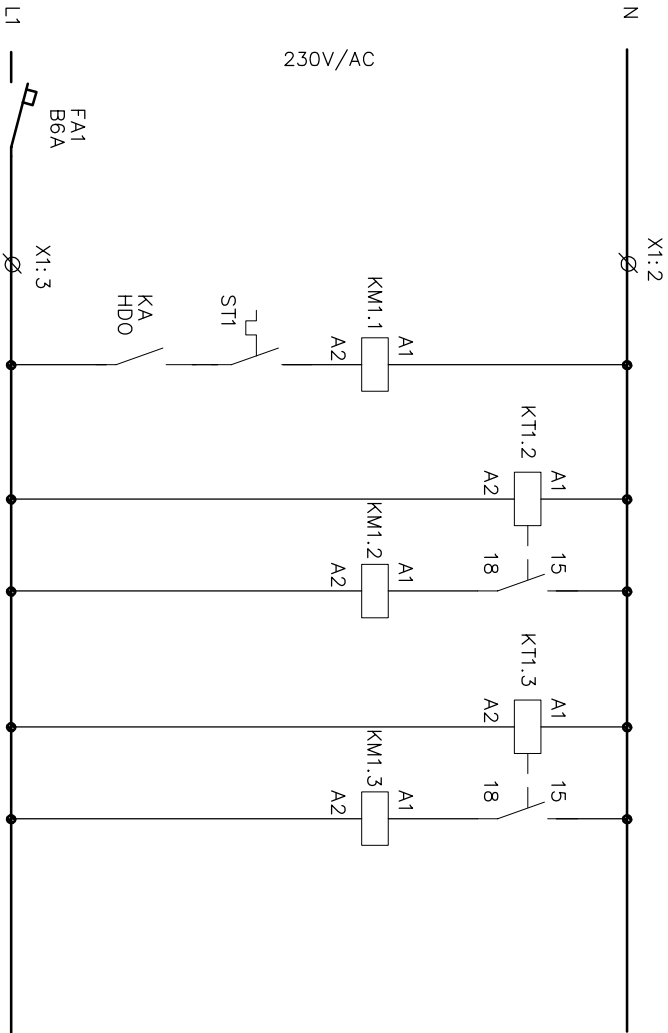 L1
N
230V/AC
FA1
B6A
X1:3
X1:2
KA
HDO
ST1
KM1.1
A2
A1
KT1.2
A2
A1
KM1.2
A2
A1
18
15
KT1.3
A2
A1
KM1.3
A2
A1
18
15